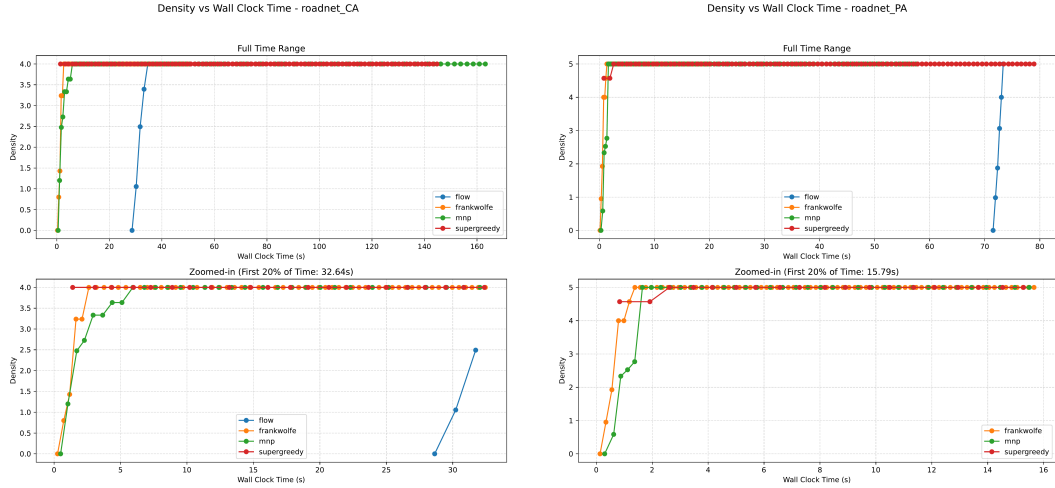 Density vs Wall Clock Time - roadnet_CA
Full Time Range
4.0
3.5
3.0
2.5
2.0
1.5
1.0
0.5
0.0
Density
0 20 40 60 80 100 120 140 160
Wall Clock Time (s)
flow
frankwolfe
mnp
supergreedy
Zoomed-in (First 20% of Time: 32.64s)
4.0
3.5
3.0
2.5
2.0
1.5
1.0
0.5
0.0
Density
0 5 10 15 20 25 30
Wall Clock Time (s)
flow
frankwolfe
mnp
supergreedy
Density vs Wall Clock Time - roadnet_PA
Full Time Range
5
4
3
2
1
0
Density
0 10 20 30 40 50 60 70 80
Wall Clock Time (s)
flow
frankwolfe
mnp
supergreedy
Zoomed-in (First 20% of Time: 15.79s)
5
4
3
2
1
0
Density
0 2 4 6 8 10 12 14 16
Wall Clock Time (s)
frankwolfe
mnp
supergreedy